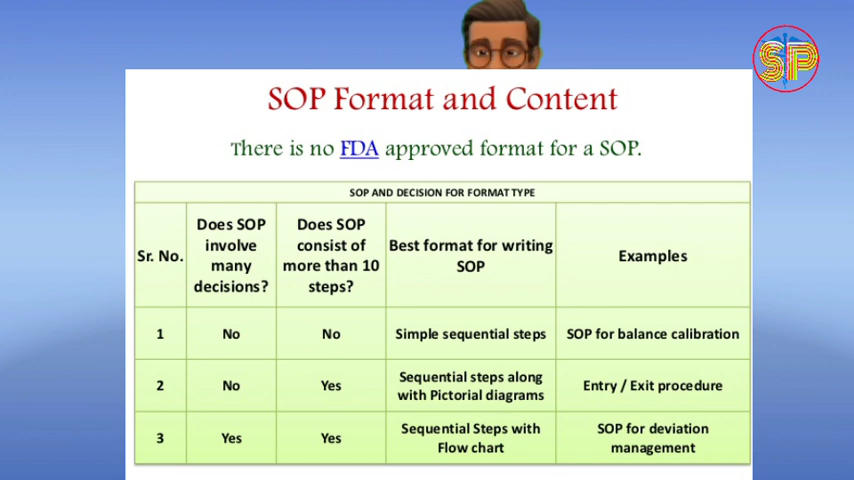 SP
SOP Format and Content
There is no FDA approved format for a SOP.
SOP AND DECISION FOR FORMAT TYPE
Sr. No.
Does SOP
involve
many
decisions?
Does SOP
consist of
more than 10
steps?
Best format for writing
SOP
Examples
1
No
No
Simple sequential steps
SOP for balance calibration
2
No
Yes
Sequential steps along
with Pictorial diagrams
Entry / Exit procedure
3
Yes
Yes
Sequential Steps with
Flow chart
SOP for deviation
management